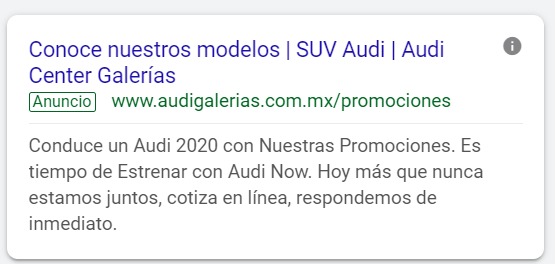 Conoce nuestros modelos | SUV Audi | Audi
Center Galerías
Anuncio www.audigalerias.com.mx/promociones
Conduce un Audi 2020 con Nuestras Promociones. Es
tiempo de Estrenar con Audi Now. Hoy más que nunca
estamos juntos, cotiza en línea, respondemos de
inmediato.